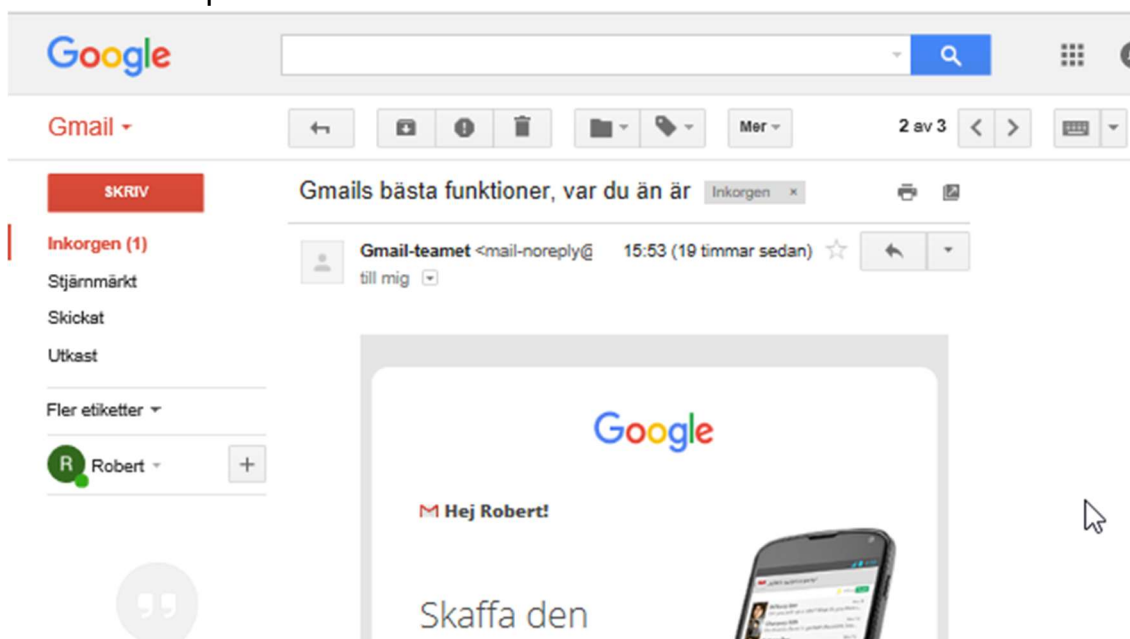 Google
Gmail
Mer
2 av 3
SKRIV
Gmails bästa funktioner, var du än är
Inkorgen ×
Inkorgen (1)
Gmail-teamet <mail-noreply@
15:53 (19 timmar sedan)
till mig
Stjärnmärkt
Skickat
Utkast
Fler etiketter
R Robert
Google
Hej Robert!
Skaffa den